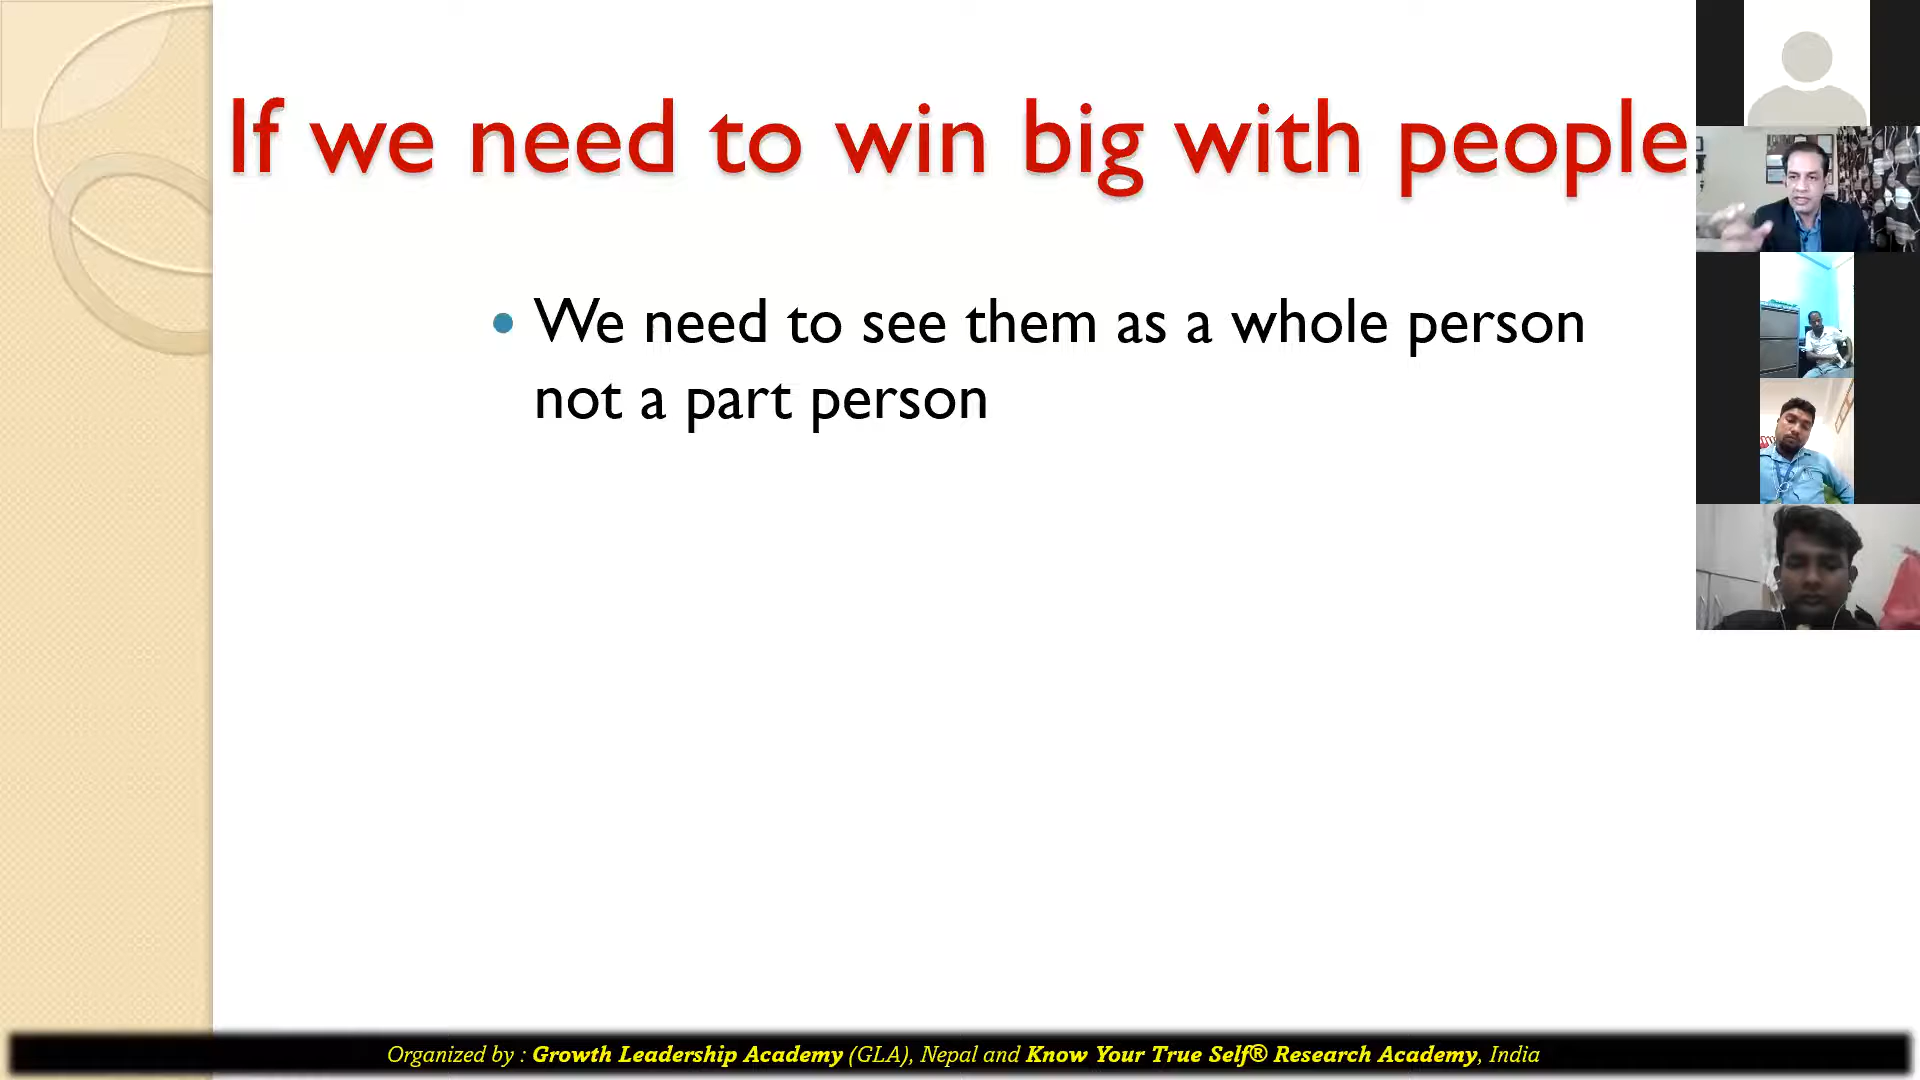 If we need to win big with people
• We need to see them as a whole person
not a part person
Organized by : Growth Leadership Academy (GLA), Nepal and Know Your True Self® Research Academy, India